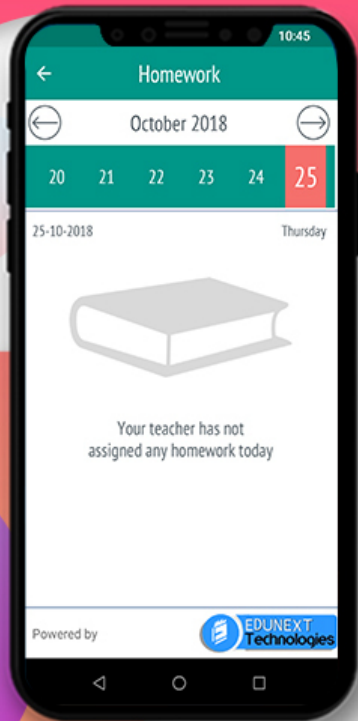 10:45
Homework
October 2018
20 21 22 23 24 25
25-10-2018 Thursday
Your teacher has not
assigned any homework today
Powered by
EDUNEXT
Technologies